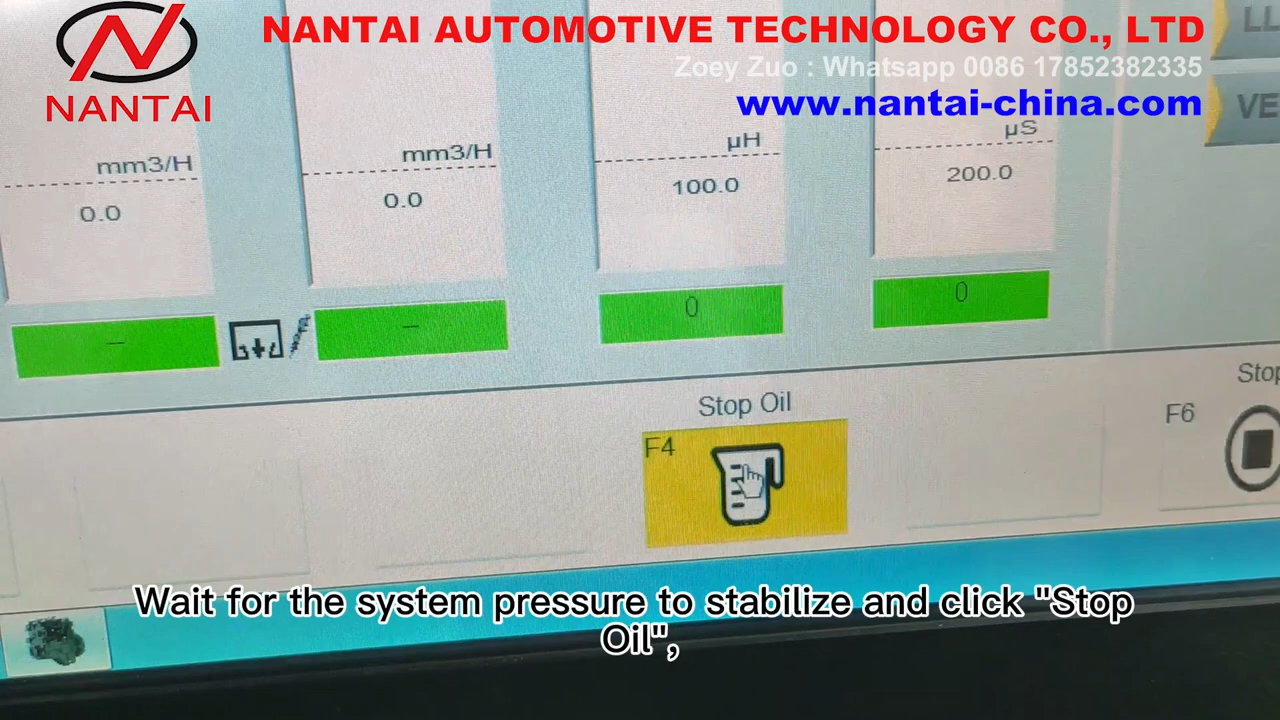 NANTAI AUTOMOTIVE TECHNOLOGY CO., LTD
Zoey Zuo : Whatsapp 0086 17852382335
www.nantai-china.com
NANTAI
LL
VE
mm3/H
mm3/H
µH
µS
0.0
0.0
100.0
200.0
—
—
0
0
Stop Oil
F4
Stop
F6
Wait for the system pressure to stabilize and click "Stop
Oil",